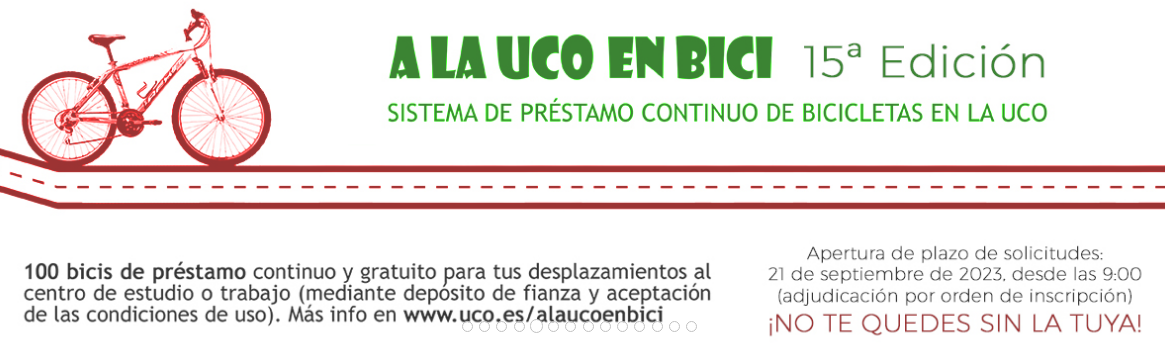 A LA UCO EN BICI 15ª Edición
SISTEMA DE PRÉSTAMO CONTINUO DE BICICLETAS EN LA UCO
100 bicis de préstamo continuo y gratuito para tus desplazamientos al
centro de estudio o trabajo (mediante depósito de fianza y aceptación
de las condiciones de uso). Más info en www.uco.es/alaucoenbici
Apertura de plazo de solicitudes:
21 de septiembre de 2023, desde las 9:00
(adjudicación por orden de inscripción)
¡NO TE QUEDES SIN LA TUYA!